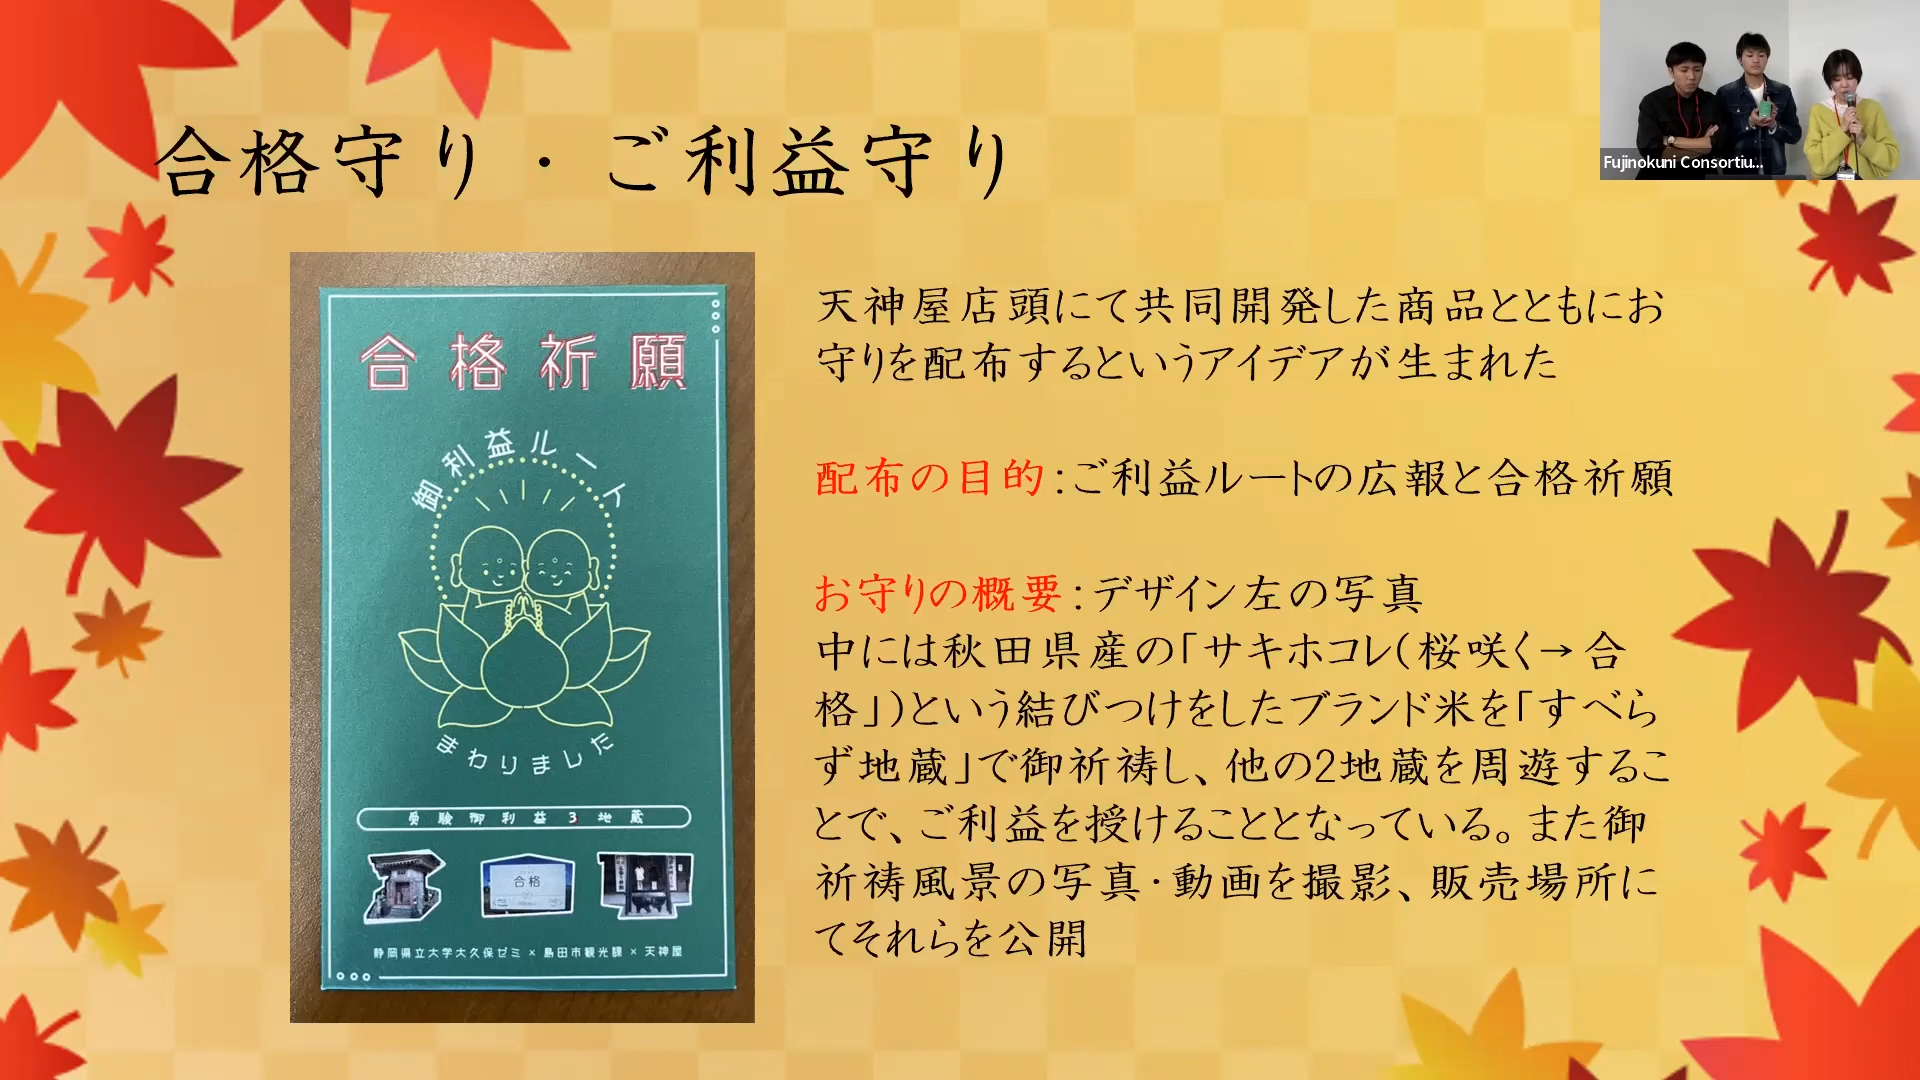 Fujinokuni Consortiu...
合格守り・ご利益守り
合格祈願
御利益ルート
まわりました
受験御利益3地蔵
合格
静岡県立大学大久保ゼミ × 島田市観光課 × 天神屋
天神屋店頭にて共同開発した商品とともにお
守りを配布するというアイデアが生まれた
配布の目的:ご利益ルートの広報と合格祈願
お守りの概要:デザイン左の写真
中には秋田県産の「サキホコレ(桜咲く→合
格」)という結びつけをしたブランド米を「すべら
ず地蔵」で御祈祷し、他の2地蔵を周遊するこ
とで、ご利益を授けることとなっている。また御
祈祷風景の写真・動画を撮影、販売場所に
てそれらを公開